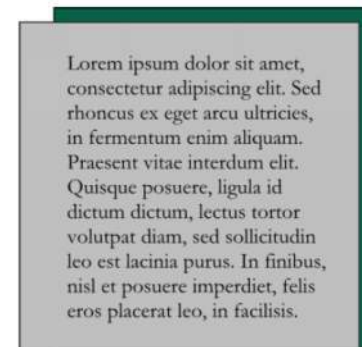 Lorem ipsum dolor sit amet,
consectetur adipiscing elit. Sed
rhoncus ex eget arcu ultricies,
in fermentum enim aliquam.
Praesent vitae interdum elit.
Quisque posuere, ligula id
dictum dictum, lectus tortor
volutpat diam, sed sollicitudin
leo est lacinia purus. In finibus,
nisl et posuere imperdiet, felis
eros placerat leo, in facilisis.